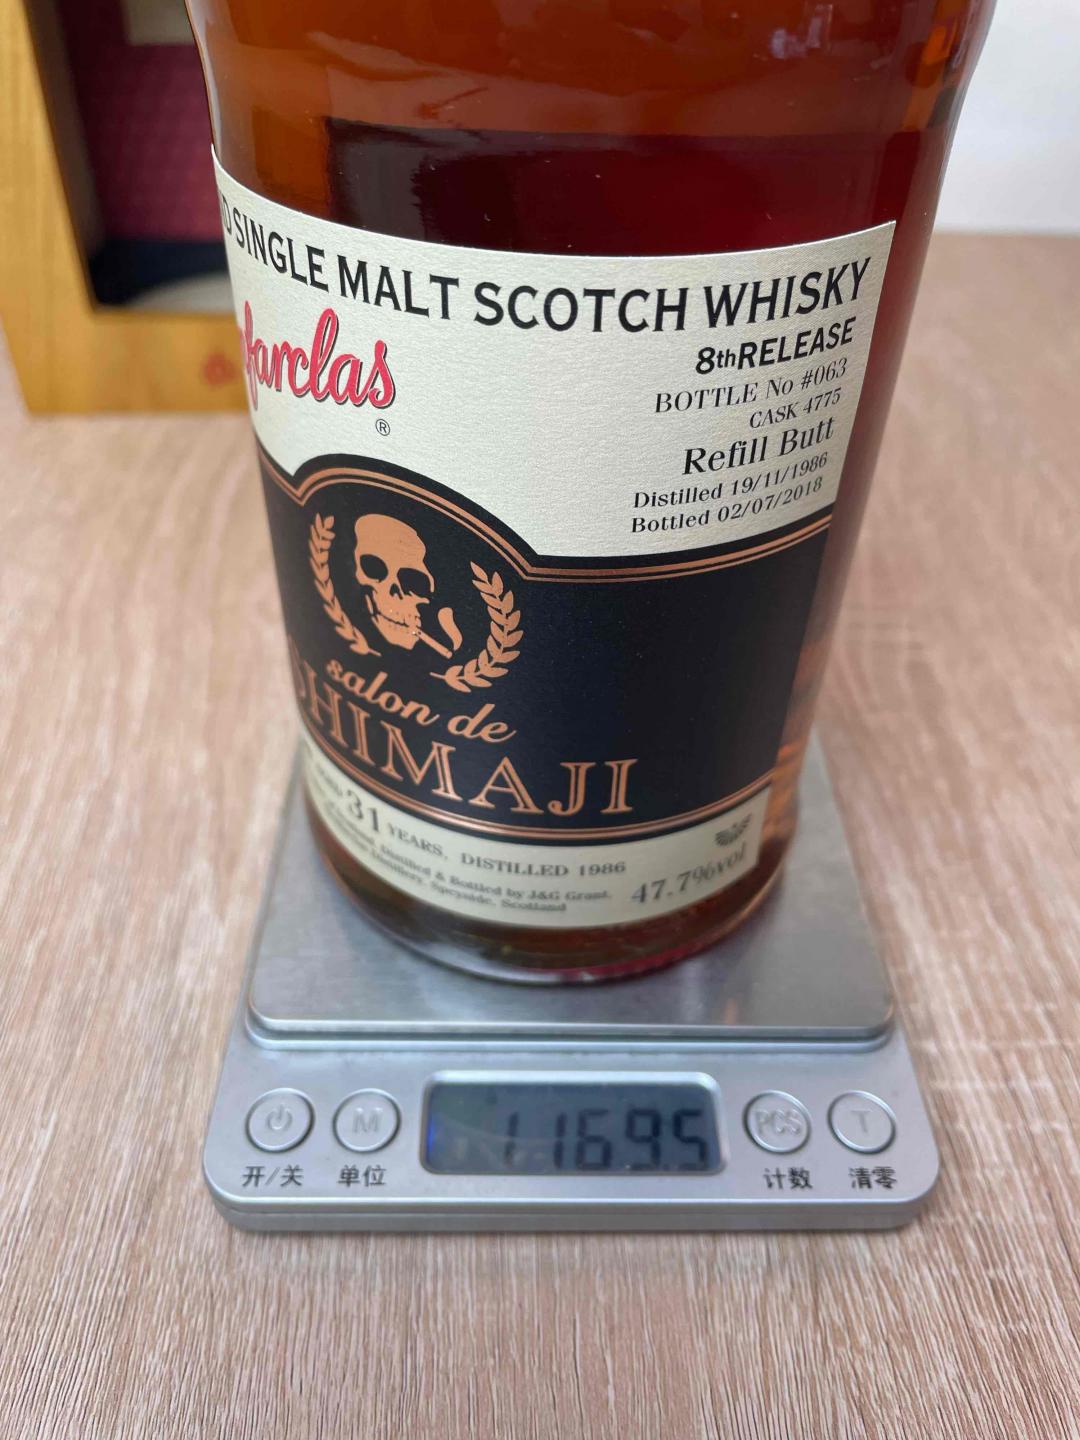 SINGLE MALT SCOTCH WHISKY
8thRELEASE
BOTTLE No #063
CASK 4775
Refill Butt
Distilled 19/11/1986
Bottled 02/07/2018
farclas
®
salon de
HIMAJI
31 YEARS, DISTILLED 1986
Distilled & Bottled by J&G Grant,
Distillery, Speyside, Scotland
47.7%vol
1169.5
M
PCS
T
开/关
单位
计数
清零